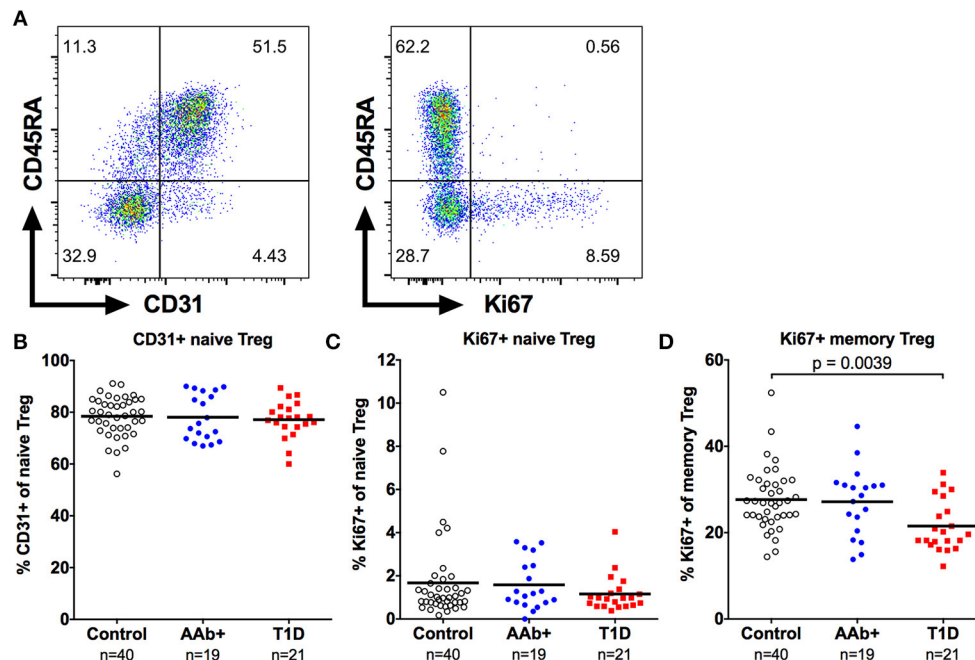 A
11.3 51.5
CD45RA
32.9 4.43
CD31
62.2 0.56
CD45RA
28.7 8.59
Ki67
B
CD31+ naive Treg
% CD31+ of naive Treg
100
80
60
40
20
0
Control AAb+ T1D
n=40 n=19 n=21
C
Ki67+ naive Treg
% Ki67+ of naive Treg
12
10
8
6
4
2
0
Control AAb+ T1D
n=40 n=19 n=21
D
Ki67+ memory Treg
p = 0.0039
% Ki67+ of memory Treg
60
40
20
0
Control AAb+ T1D
n=40 n=19 n=21